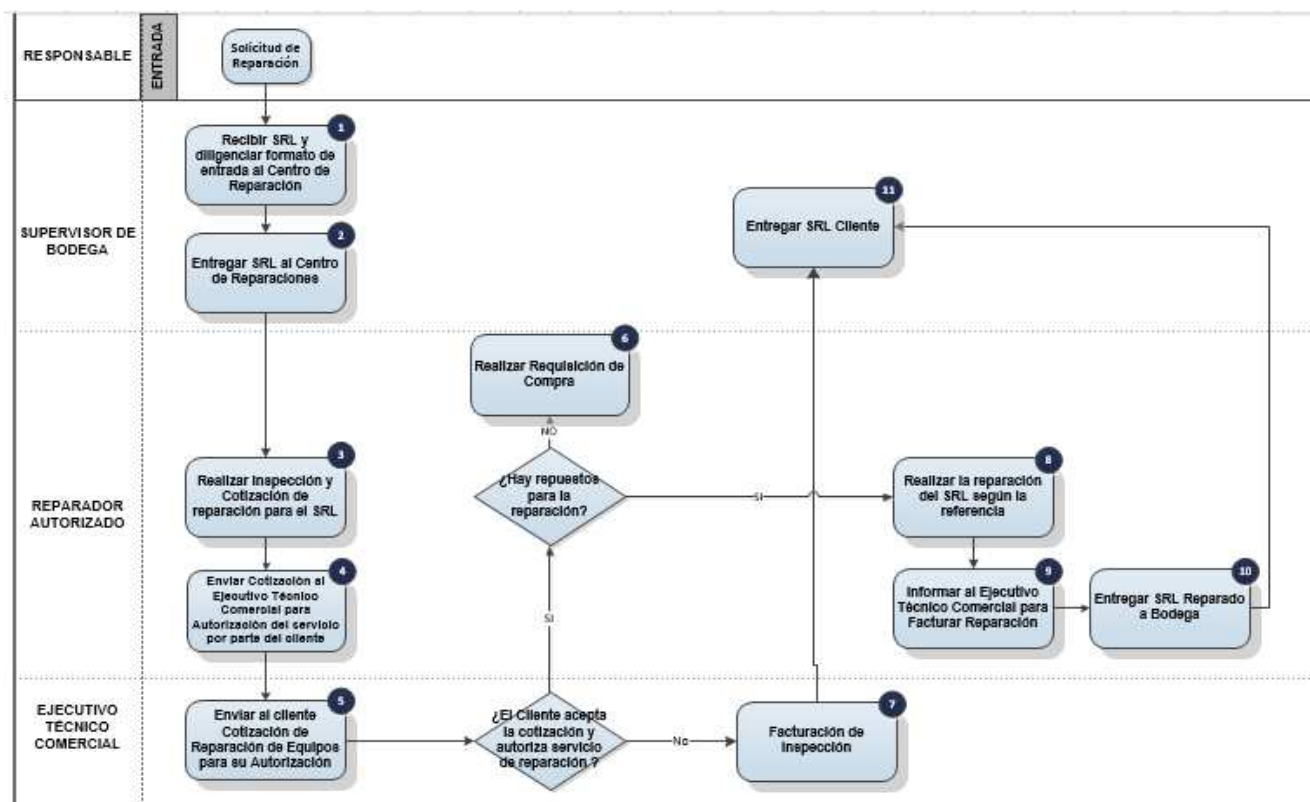 RESPONSABLE
ENTRADA
Solicitud de
Reparación
SUPERVISOR DE
BODEGA
1
Recibir SRL y
diligenciar formato de
entrada al Centro de
Reparación
2
Entregar SRL al Centro
de Reparaciones
11
Entregar SRL Cliente
REPARADOR
AUTORIZADO
6
Realizar Requisición de
Compra
NO
¿Hay repuestos
para la
reparación?
SI
3
Realizar Inspección y
Cotización de
reparación para el SRL
4
Enviar Cotización al
Ejecutivo Técnico
Comercial para
Autorización del servicio
por parte del cliente
SI
8
Realizar la reparación
del SRL según la
referencia
9
Informar al Ejecutivo
Técnico Comercial para
Facturar Reparación
10
Entregar SRL Reparado
a Bodega
EJECUTIVO
TÉCNICO
COMERCIAL
5
Enviar al cliente
Cotización de
Reparación de Equipos
para su Autorización
¿El Cliente acepta
la cotización y
autoriza servicio
de reparación ?
No
7
Facturación de
Inspección